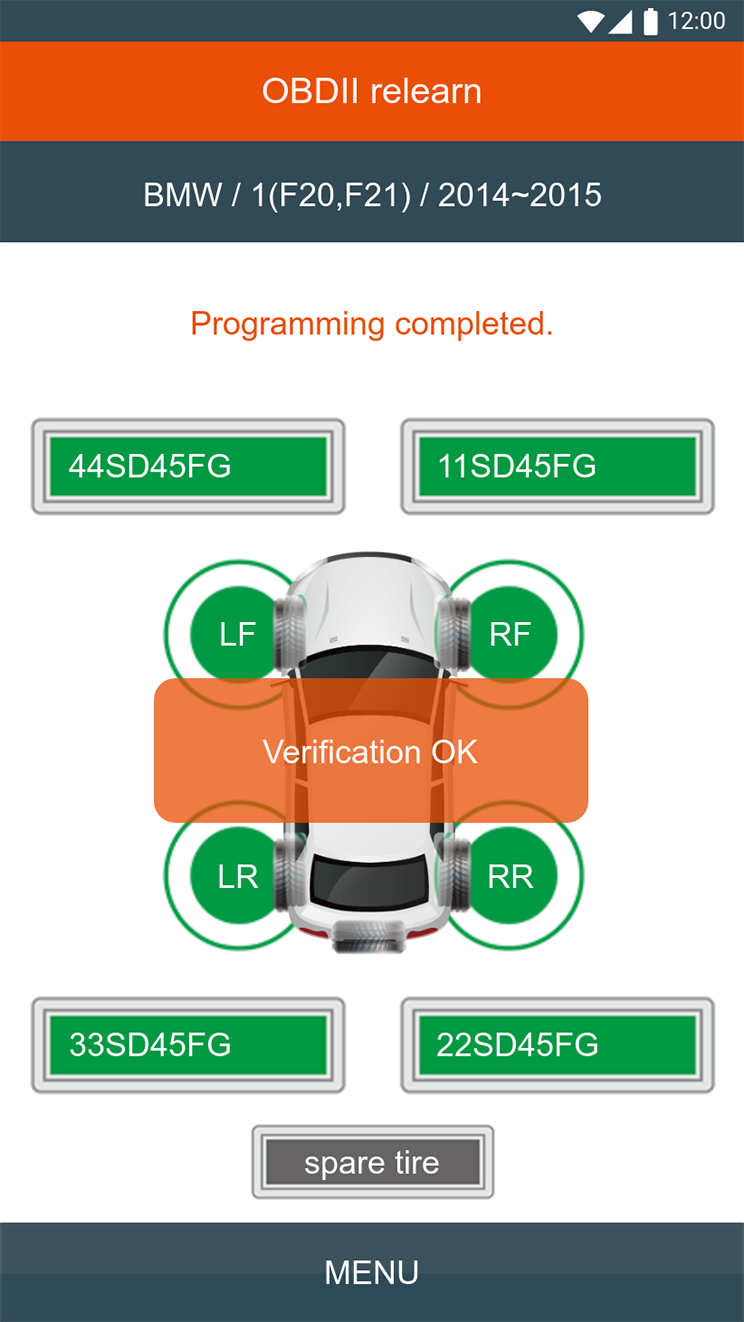 12:00
OBDII relearn
BMW / 1(F20,F21) / 2014~2015
Programming completed.
44SD45FG
11SD45FG
LF
RF
Verification OK
LR
RR
33SD45FG
22SD45FG
spare tire
MENU